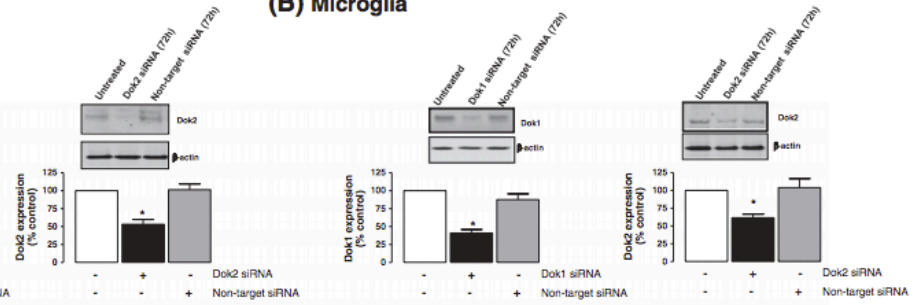 (B) Microglia
Untreated
Dok2 siRNA (72h)
Non-target siRNA (72h)
Dok2
β-actin
Dok2 expression
(% control)
125
100
75
50
25
0
*
- + - Dok2 siRNA
- - + Non-target siRNA
NA
Untreated
Dok1 siRNA (72h)
Non-target siRNA (72h)
Dok1
β-actin
Dok1 expression
(% control)
125
100
75
50
25
0
*
- + - Dok1 siRNA
- - + Non-target siRNA
Untreated
Dok2 siRNA (72h)
Non-target siRNA (72h)
Dok2
β-actin
Dok2 expression
(% control)
125
100
75
50
25
0
*
- + - Dok2 siRNA
- - + Non-target siRNA